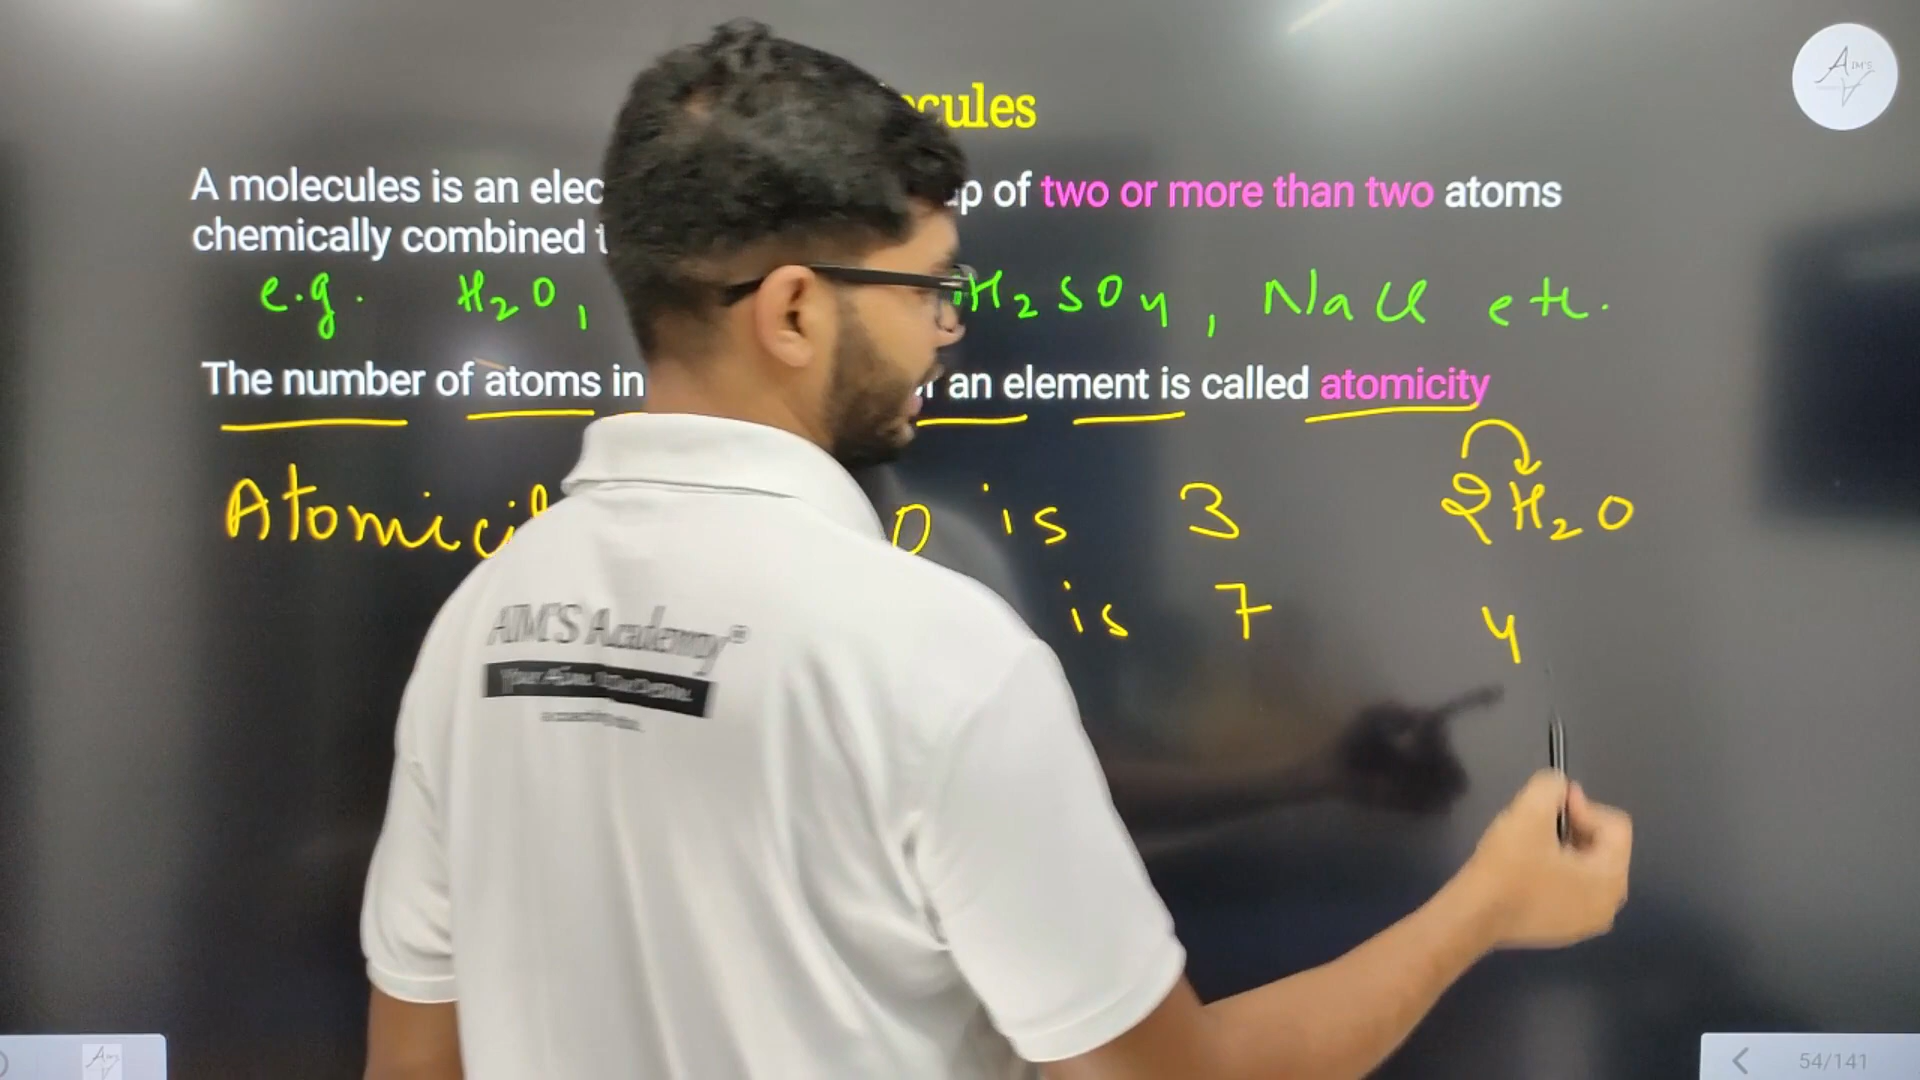 AIM'S
cules
A molecules is an elec p of two or more than two atoms
chemically combined t
e.g. H2O, H2SO4, NaCl etc.
The number of atoms in an element is called atomicity
Atomici O is 3 2H2O
is 7 4
AIM'S Academy®
54/141